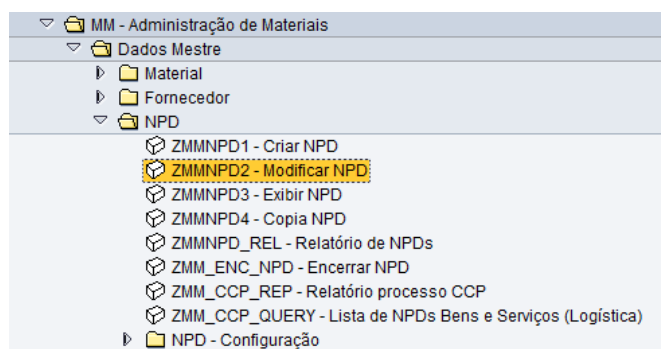 MM - Administração de Materiais
Dados Mestre
Material
Fornecedor
NPD
ZMMNPD1 - Criar NPD
ZMMNPD2 - Modificar NPD
ZMMNPD3 - Exibir NPD
ZMMNPD4 - Copia NPD
ZMMNPD_REL - Relatório de NPDs
ZMM_ENC_NPD - Encerrar NPD
ZMM_CCP_REP - Relatório processo CCP
ZMM_CCP_QUERY - Lista de NPDs Bens e Serviços (Logística)
NPD - Configuração